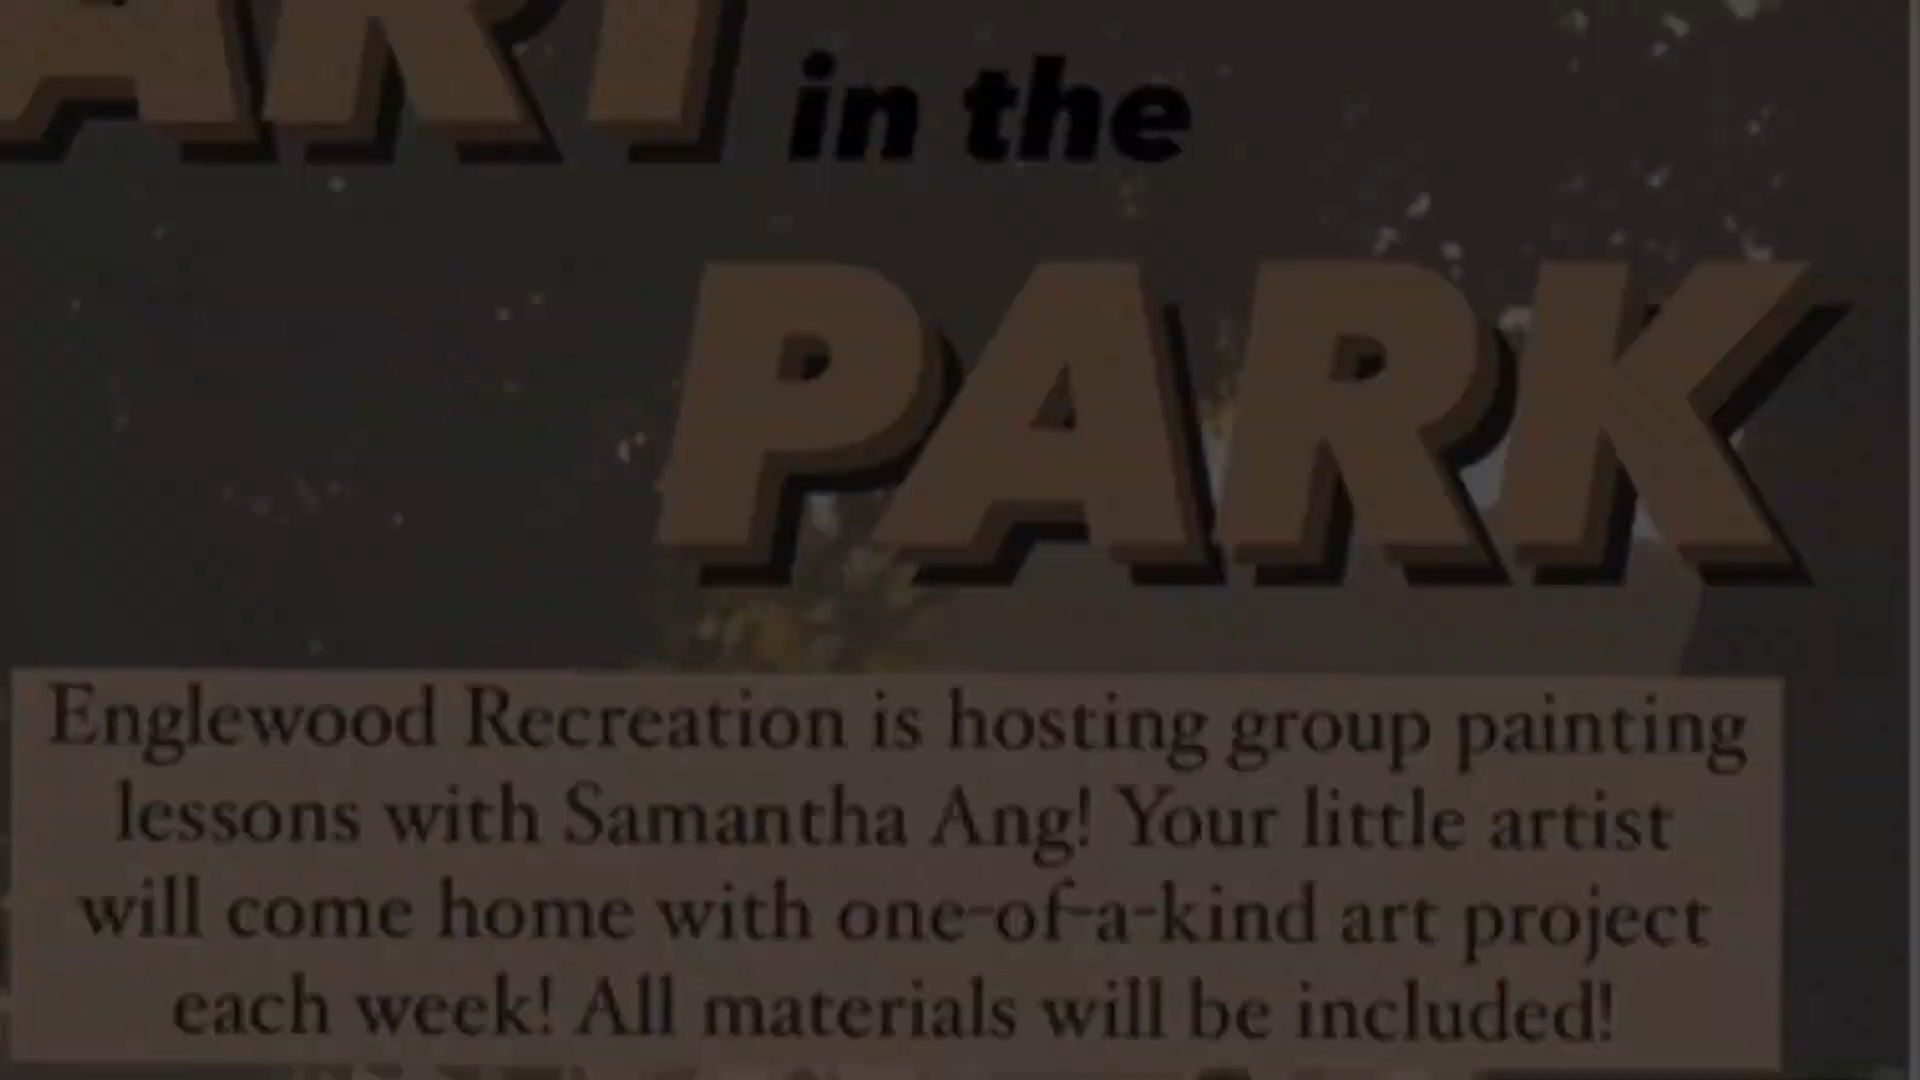 ART
in the
PARK
Englewood Recreation is hosting group painting
lessons with Samantha Ang! Your little artist
will come home with one-of-a-kind art project
each week! All materials will be included!